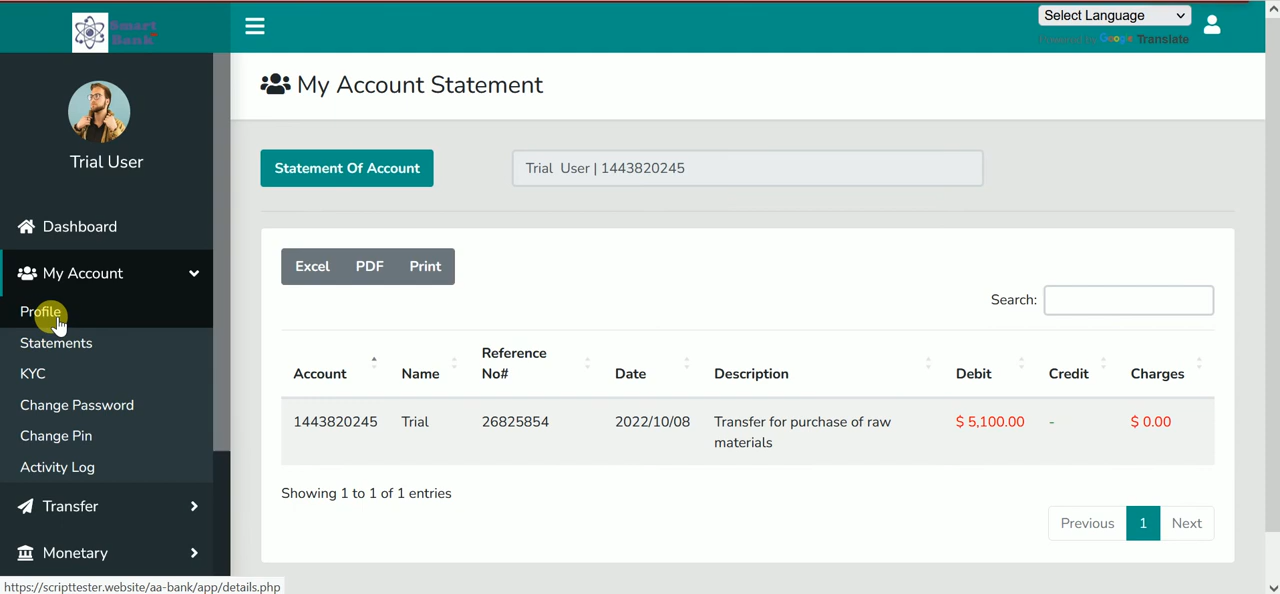 Smart
Bank
Select Language
Powered by Google Translate
My Account Statement
Trial User
Statement Of Account
Trial User | 1443820245
Dashboard
My Account
Profile
Statements
KYC
Change Password
Change Pin
Activity Log
Transfer
Monetary
Excel PDF Print
Search:
Account Name Reference No# Date Description Debit Credit Charges
1443820245 Trial 26825854 2022/10/08 Transfer for purchase of raw $ 5,100.00 - $ 0.00
materials
Showing 1 to 1 of 1 entries
Previous 1 Next
https://scripttester.website/aa-bank/app/details.php